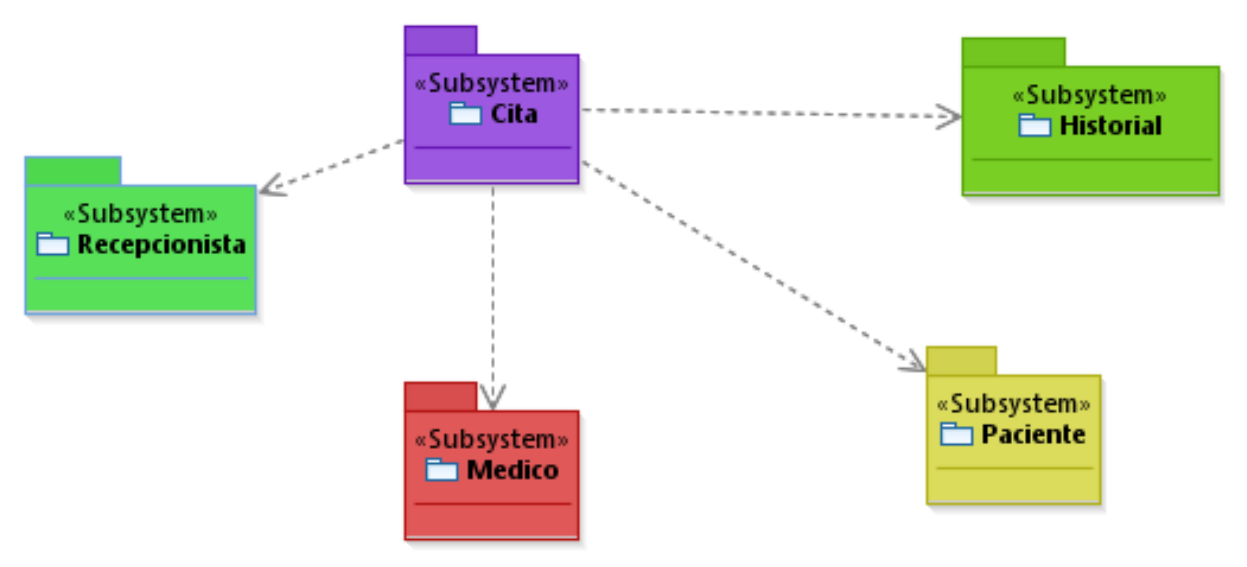 «Subsystem»
Cita
«Subsystem»
Historial
«Subsystem»
Recepcionista
«Subsystem»
Medico
«Subsystem»
Paciente